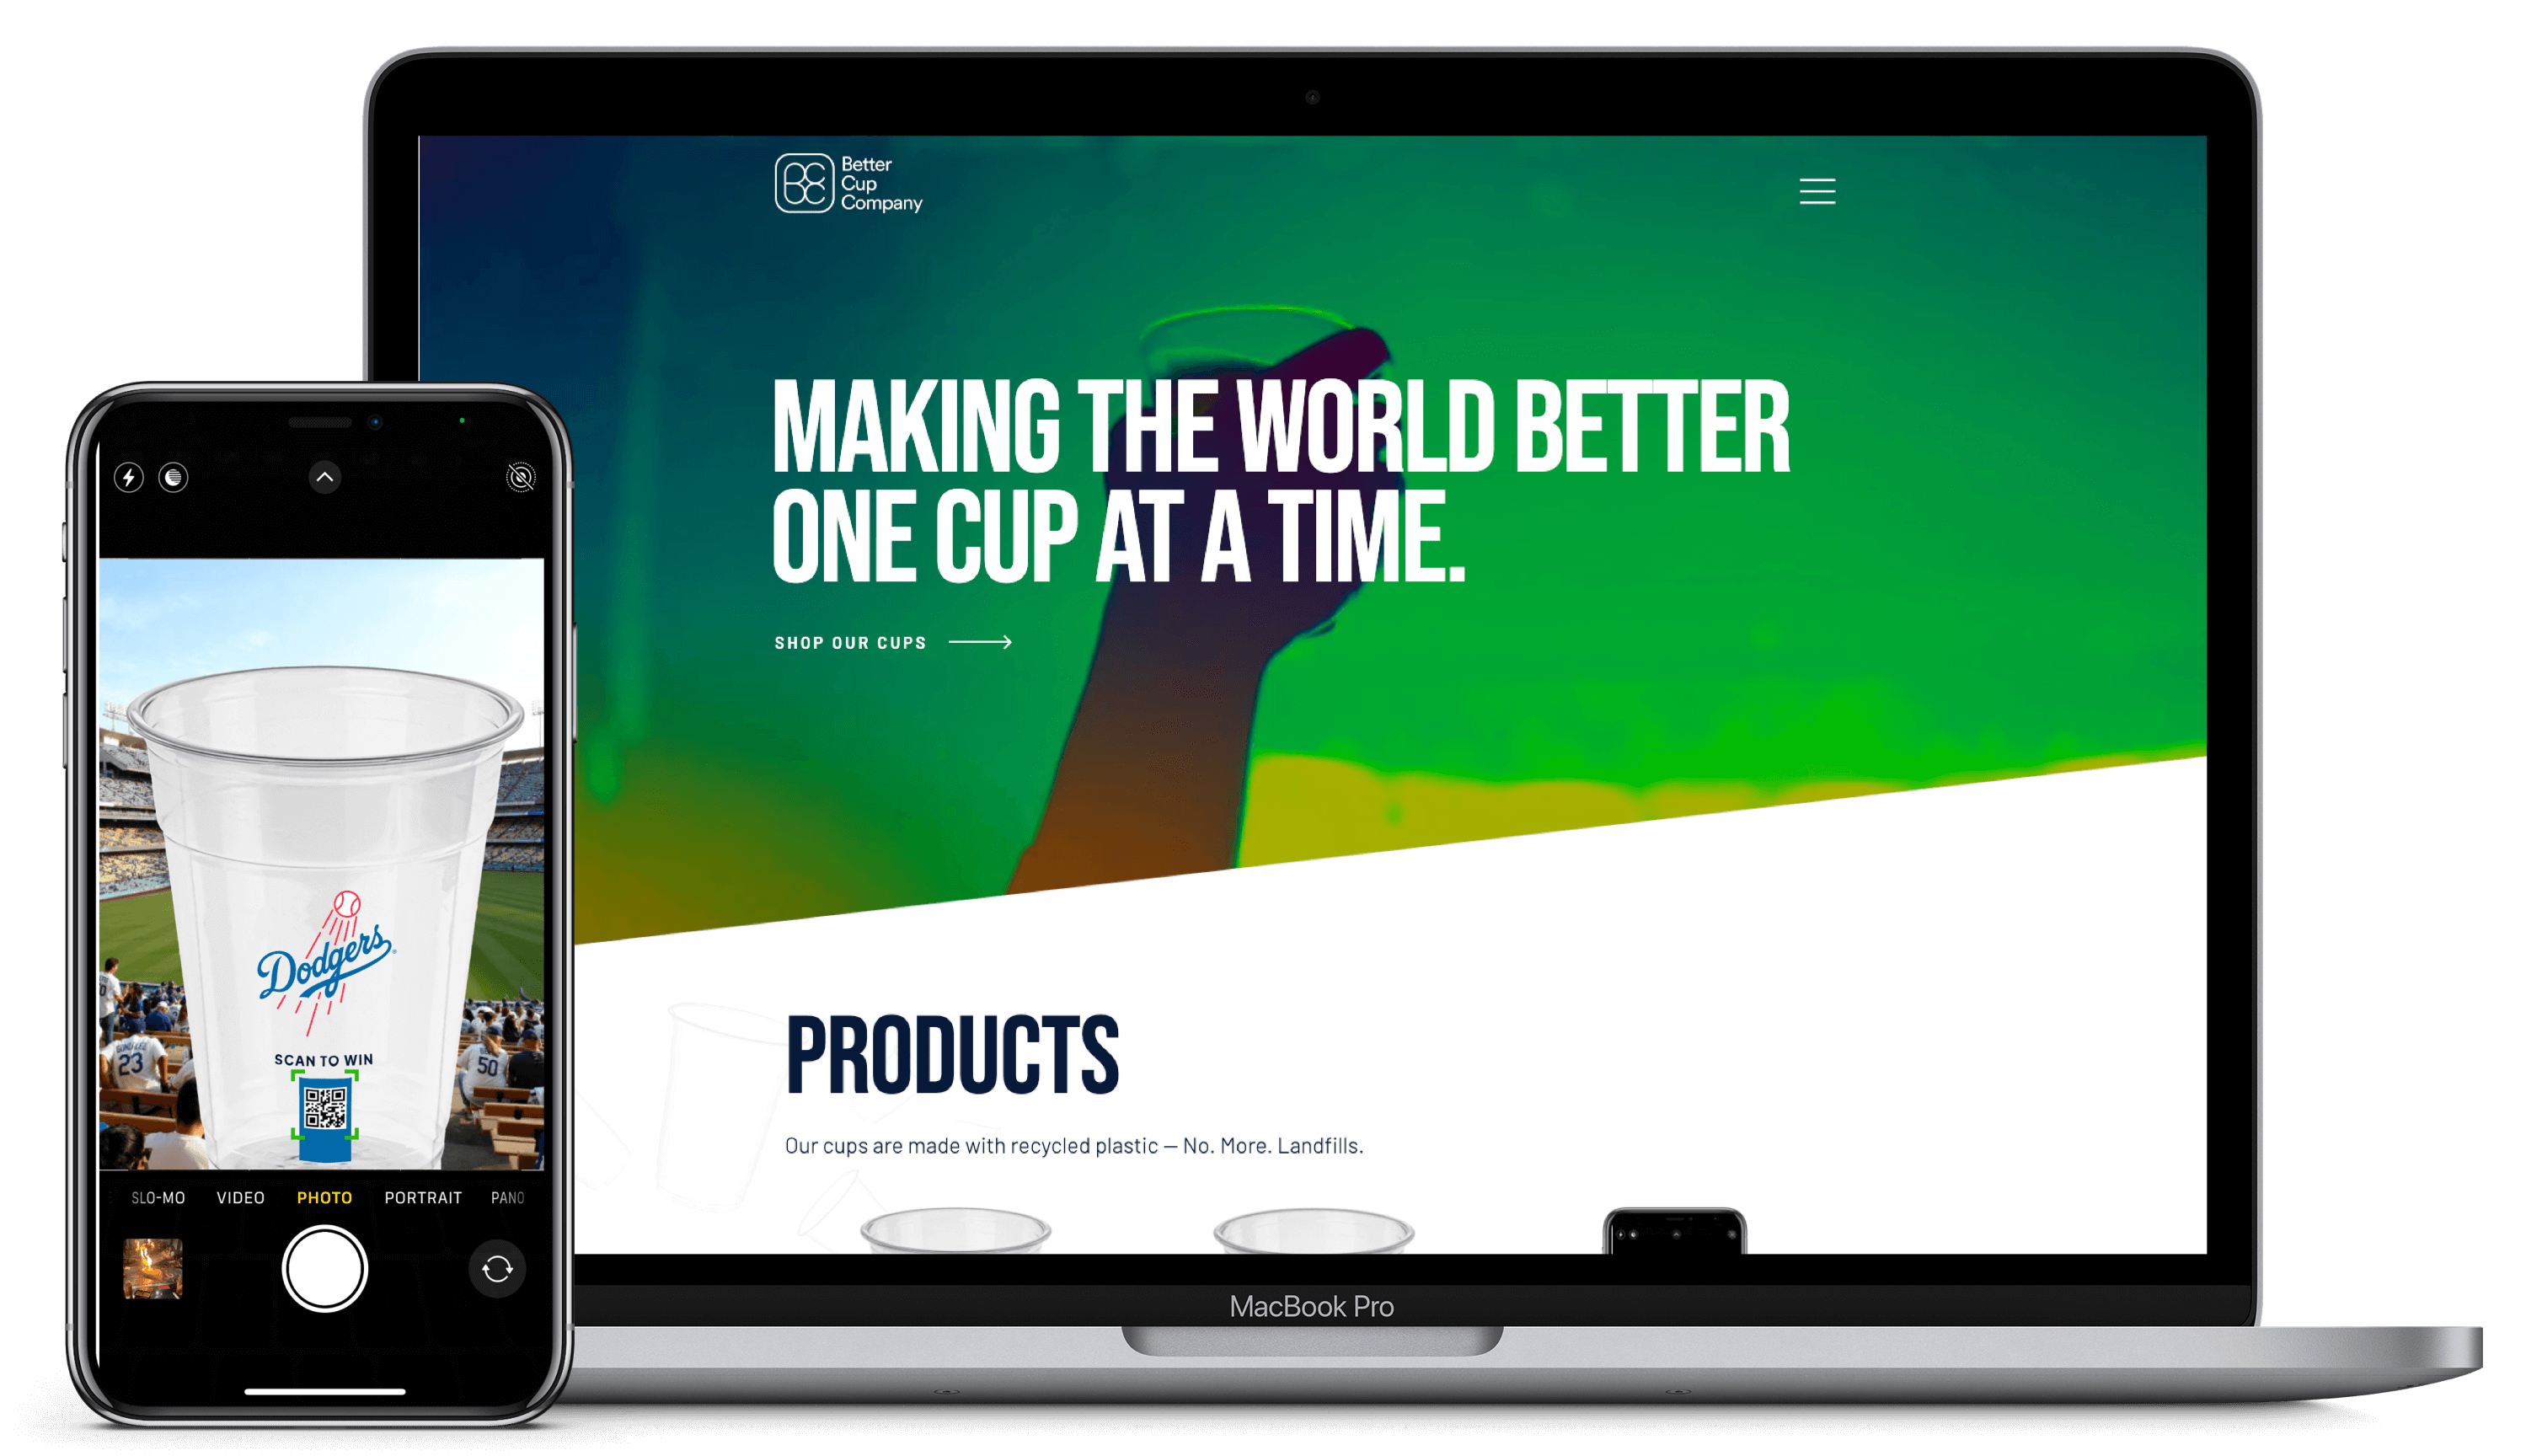 Better
Cup
Company
MAKING THE WORLD BETTER
ONE CUP AT A TIME.
SHOP OUR CUPS
PRODUCTS
Our cups are made with recycled plastic — No. More. Landfills.
MacBook Pro
Dodgers
SCAN TO WIN
23
50
SLO-MO VIDEO PHOTO PORTRAIT PANO